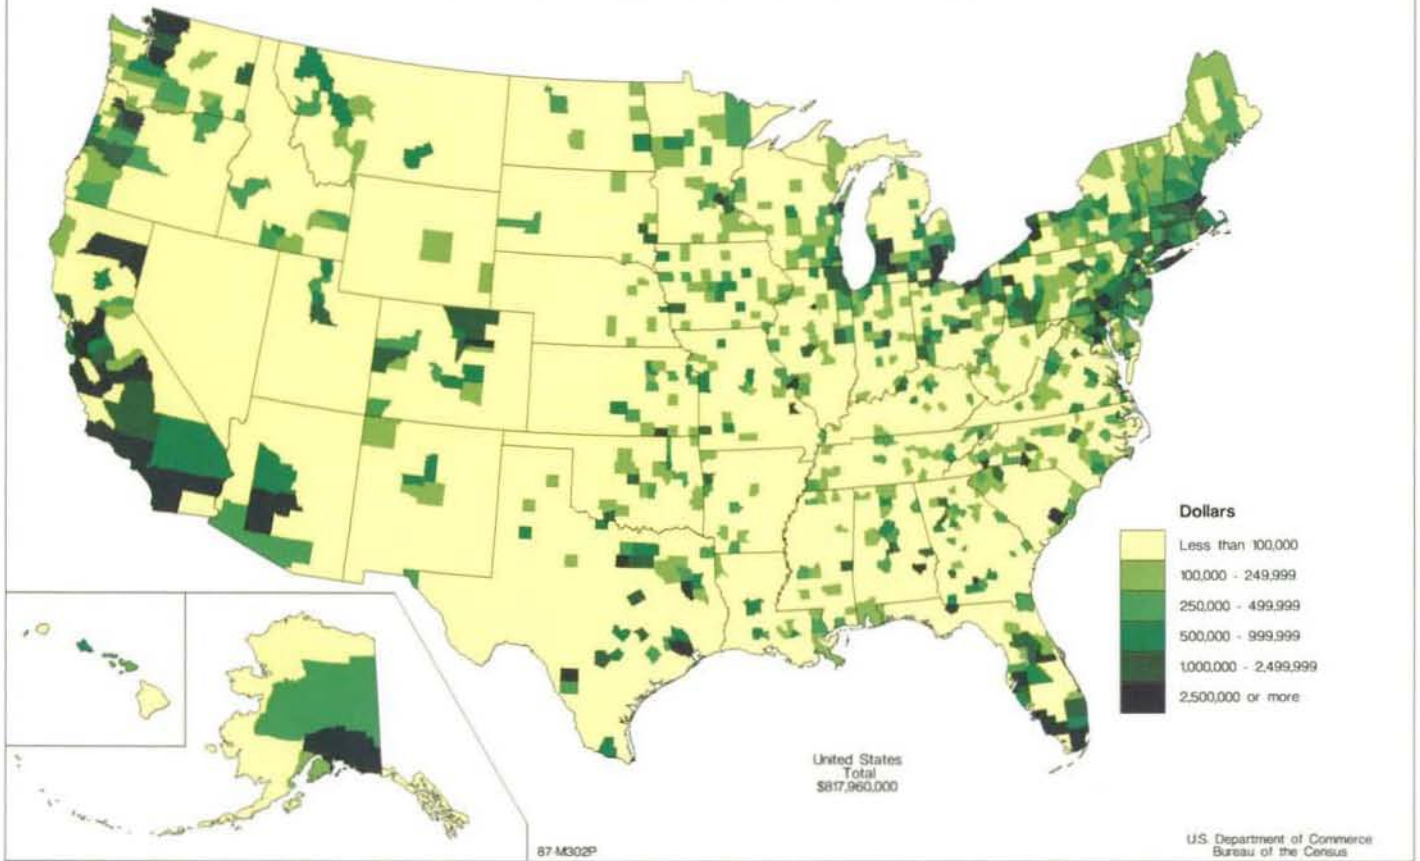 Dollars
Less than 100,000
100,000 - 249,999
250,000 - 499,999
500,000 - 999,999
1,000,000 - 2,499,999
2,500,000 or more
United States
Total
$817,960,000
87-M302P
U.S. Department of Commerce
Bureau of the Census